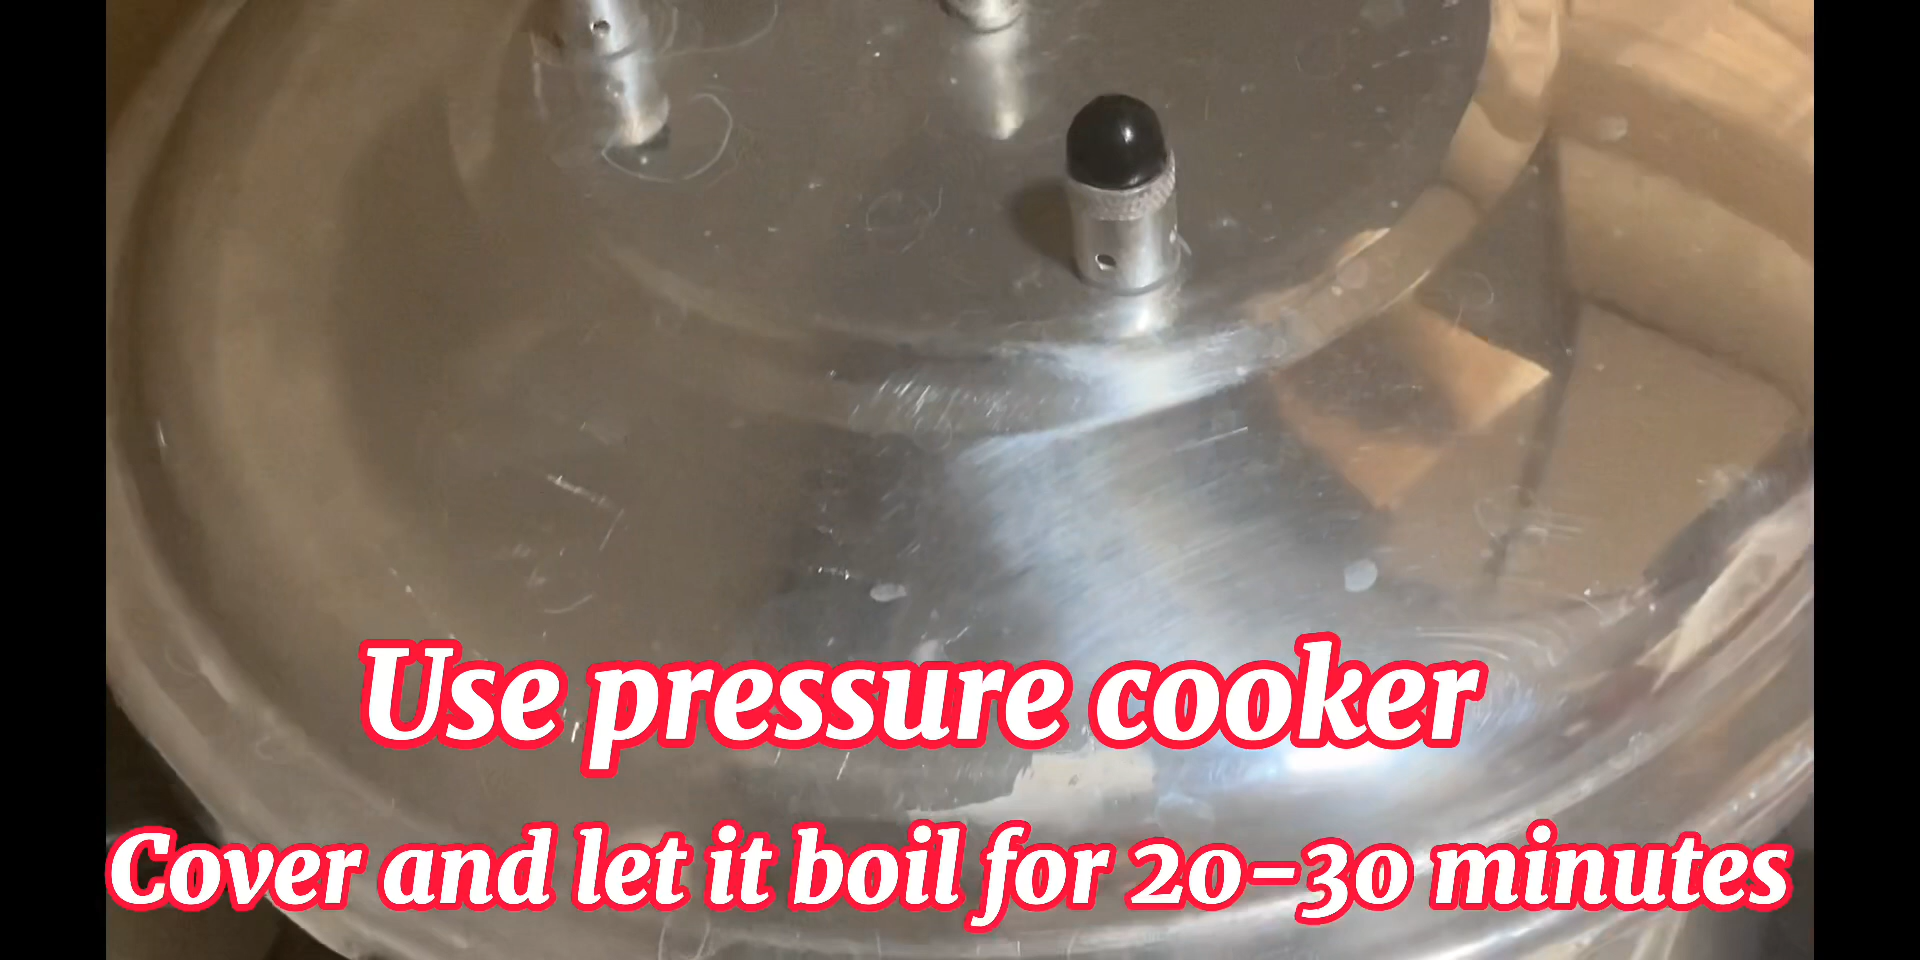 Use pressure cooker
Cover and let it boil for 20-30 minutes